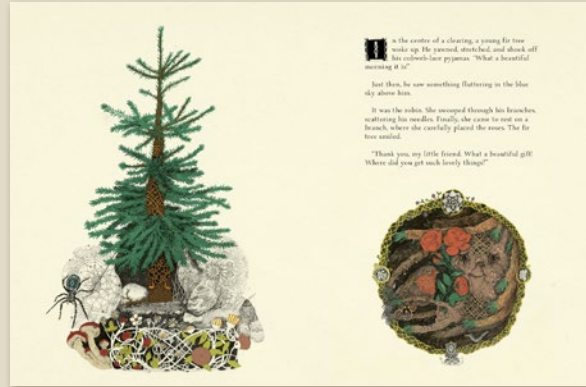 In the center of a clearing, a young fir tree
woke up. He yawned, stretched, and shook off
his cobweb-lace pyjamas. "What a beautiful
morning it is!"
Just then, he saw something fluttering in the blue
sky above him.
It was the robin. She swooped through his branches,
scattering his needles. Finally, she came to rest on a
branch, where she carefully placed the roses. The fir
tree smiled.
"Thank you, my little friend. What a beautiful gift!
Where did you get such lovely things?"